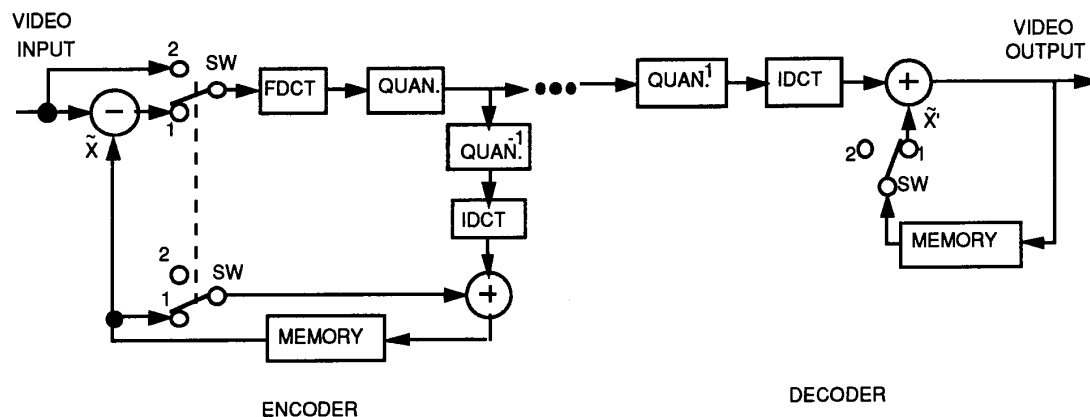 VIDEO
INPUT
2
SW
1
X̃
FDCT
QUAN.
QUAN.⁻¹
IDCT
2
SW
1
MEMORY
ENCODER
QUAN.¹
IDCT
VIDEO
OUTPUT
X̃'
2
1
SW
MEMORY
DECODER